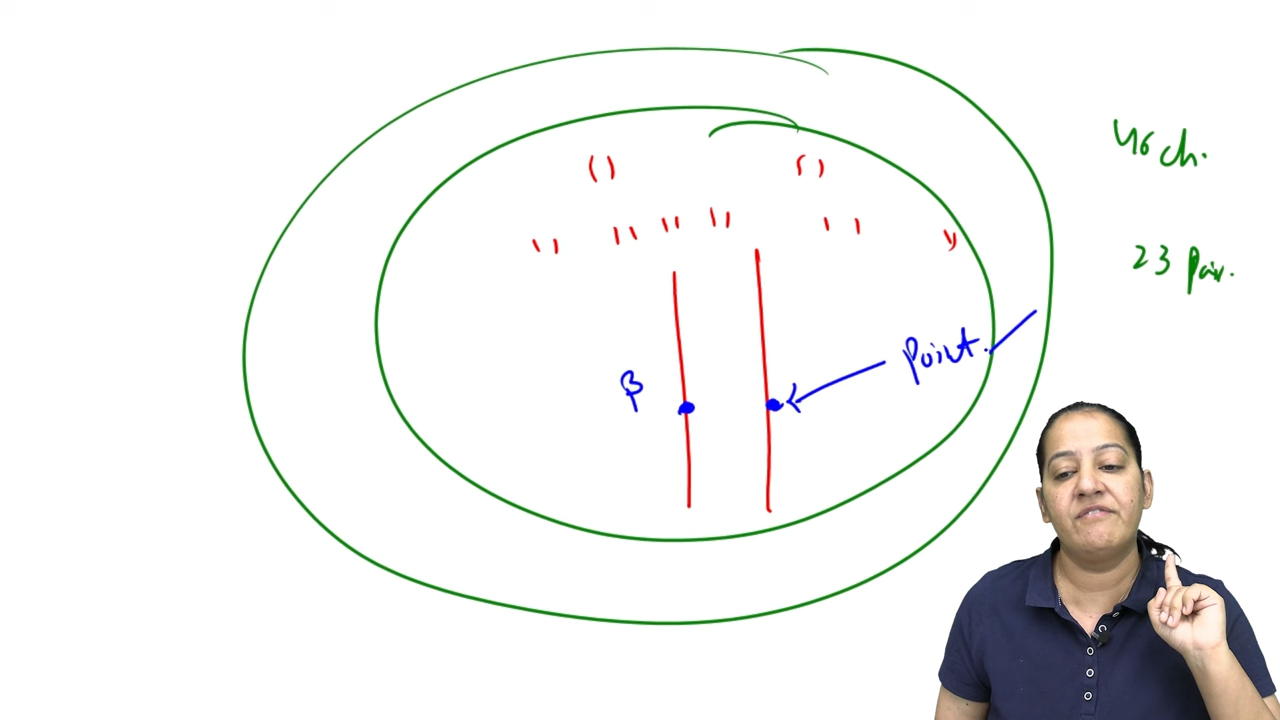 46 ch.
23 Pair.
Point.
β